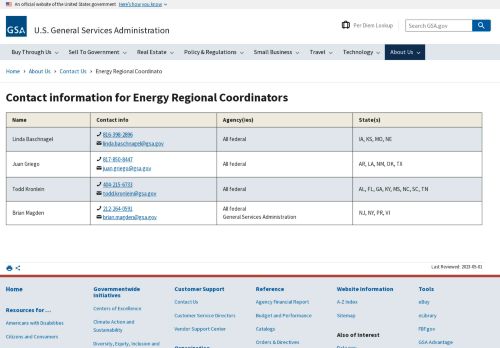 An official website of the United States government Here's how you know
GSA
U.S. General Services Administration
Per Diem Lookup
Search GSA.gov
Buy Through Us
Sell To Government
Real Estate
Policy & Regulations
Small Business
Travel
Technology
About Us
Home > About Us > Contact Us > Energy Regional Coordinato
Contact information for Energy Regional Coordinators
Name Contact info Agency(ies) State(s)
Linda Baschnagel
816-398-2896
linda.baschnagel@gsa.gov
All federal
IA, KS, MO, NE
Juan Griego
817-850-8447
juan.griego@gsa.gov
All federal
AR, LA, NM, OK, TX
Todd Kronlein
404-215-6703
todd.kronlein@gsa.gov
All federal
AL, FL, GA, KY, MS, NC, SC, TN
Brian Magden
212-264-0591
brian.magden@gsa.gov
All federal
General Services Administration
NJ, NY, PR, VI
Last Reviewed: 2023-05-01
Home
Resources for ...
Americans with Disabilities
Citizens and Consumers
Governmentwide
Initiatives
Centers of Excellence
Climate Action and
Sustainability
Diversity, Equity, Inclusion and
Customer Support
Contact Us
Customer Service Directors
Vendor Support Center
Reference
Agency Financial Report
Budget and Performance
Catalogs
Orders & Directives
Website Information
A-Z Index
Sitemap
Also of Interest
Tools
eBuy
eLibrary
FBF.gov
GSA Advantage